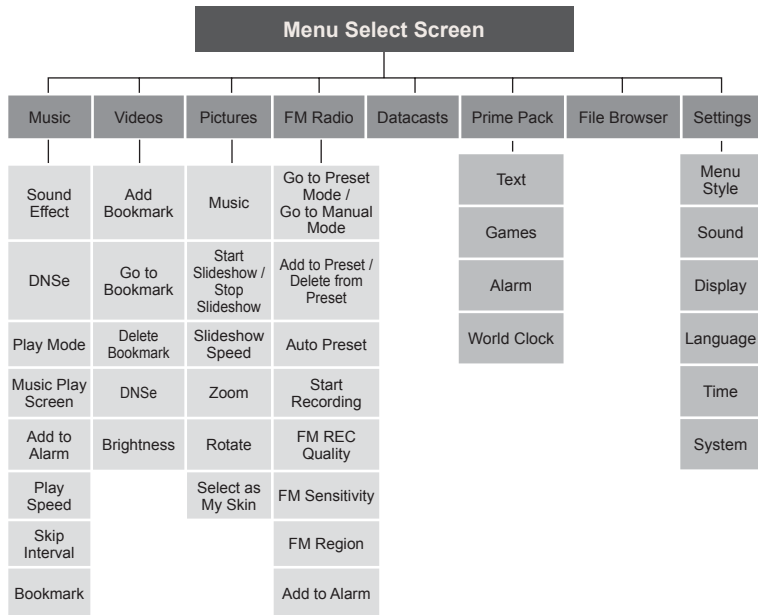 Menu Select Screen
Music
Videos
Pictures
FM Radio
Datacasts
Prime Pack
File Browser
Settings
Sound
Effect
DNSe
Play Mode
Music Play
Screen
Add to
Alarm
Play
Speed
Skip
Interval
Bookmark
Add
Bookmark
Go to
Bookmark
Delete
Bookmark
DNSe
Brightness
Music
Start
Slideshow /
Stop
Slideshow
Slideshow
Speed
Zoom
Rotate
Select as
My Skin
Go to Preset
Mode /
Go to Manual
Mode
Add to Preset /
Delete from
Preset
Auto Preset
Start
Recording
FM REC
Quality
FM Sensitivity
FM Region
Add to Alarm
Text
Games
Alarm
World Clock
Menu
Style
Sound
Display
Language
Time
System